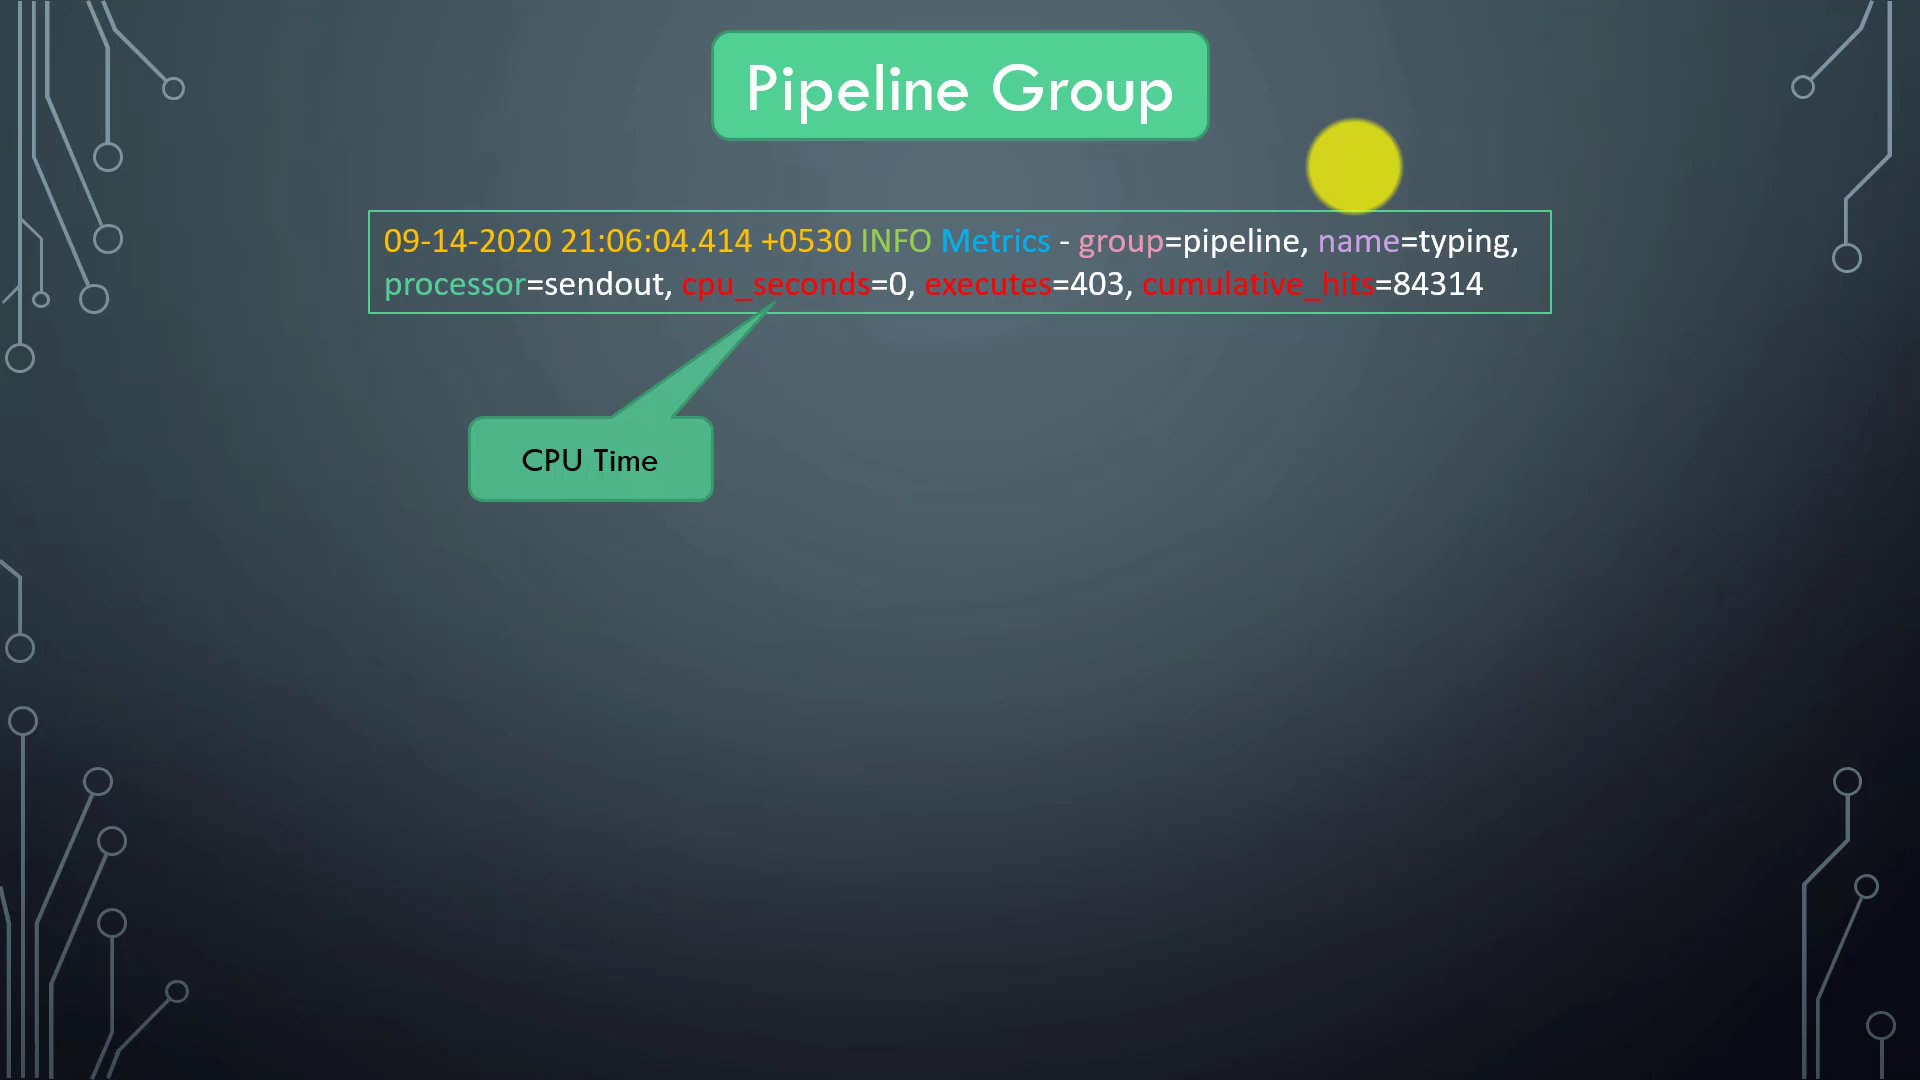 Pipeline Group
09-14-2020 21:06:04.414 +0530 INFO Metrics - group=pipeline, name=typing,
processor=sendout, cpu_seconds=0, executes=403, cumulative_hits=84314
CPU Time